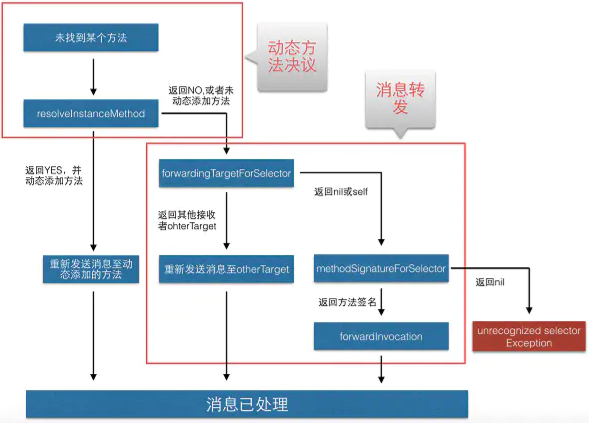 未找到某个方法
动态方
法决议
返回NO,或者未
动态添加方法
resolveInstanceMethod
消息转
发
返回YES，并
动态添加方法
forwardingTargetForSelector
返回nil或self
返回其他接收
者ohterTarget
重新发送消息至动
态添加的方法
重新发送消息至otherTarget
methodSignatureForSelector
返回nil
返回方法签名
forwardInvocation
unrecognized selector
Exception
消息已处理